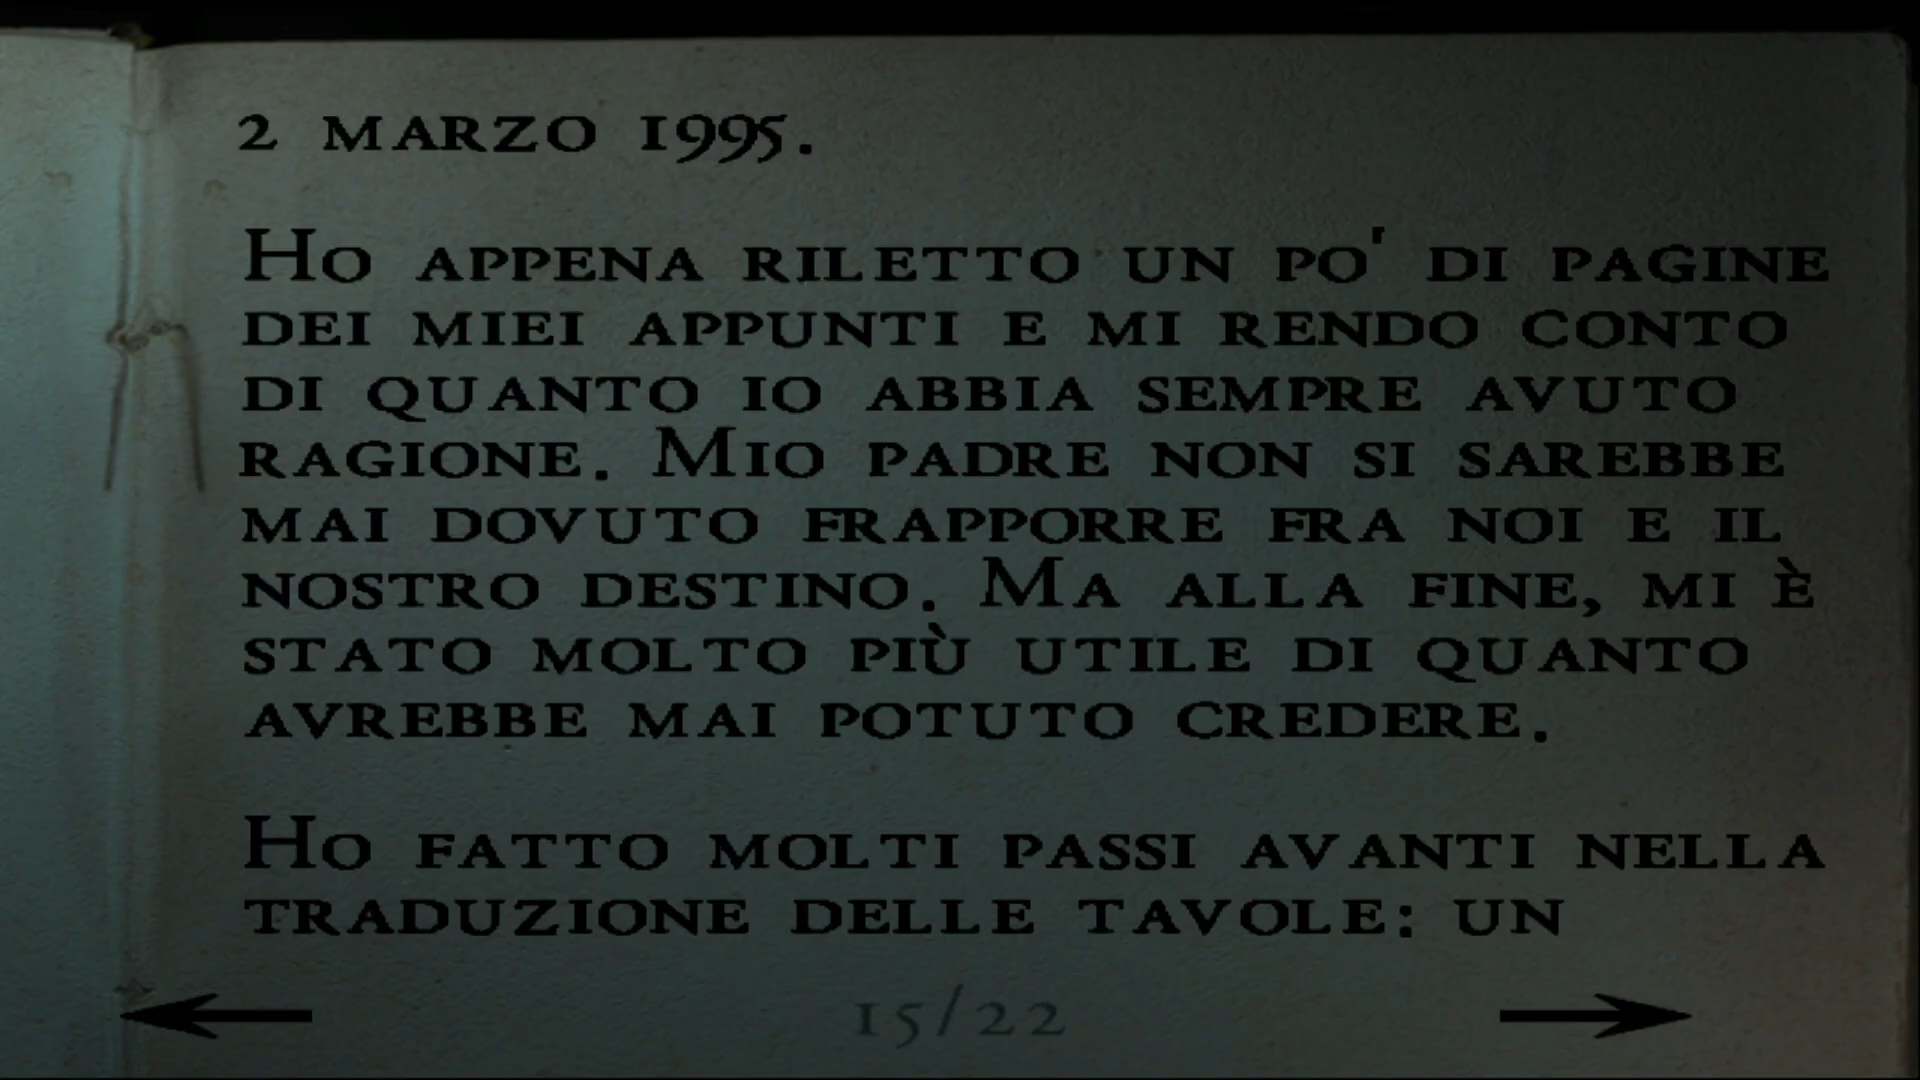 2 marzo 1995.
Ho appena riletto un po' di pagine
dei miei appunti e mi rendo conto
di quanto io abbia sempre avuto
ragione. Mio padre non si sarebbe
mai dovuto frapporre fra noi e il
nostro destino. Ma alla fine, mi è
stato molto più utile di quanto
avrebbe mai potuto credere.
Ho fatto molti passi avanti nella
traduzione delle tavole: un
15/22